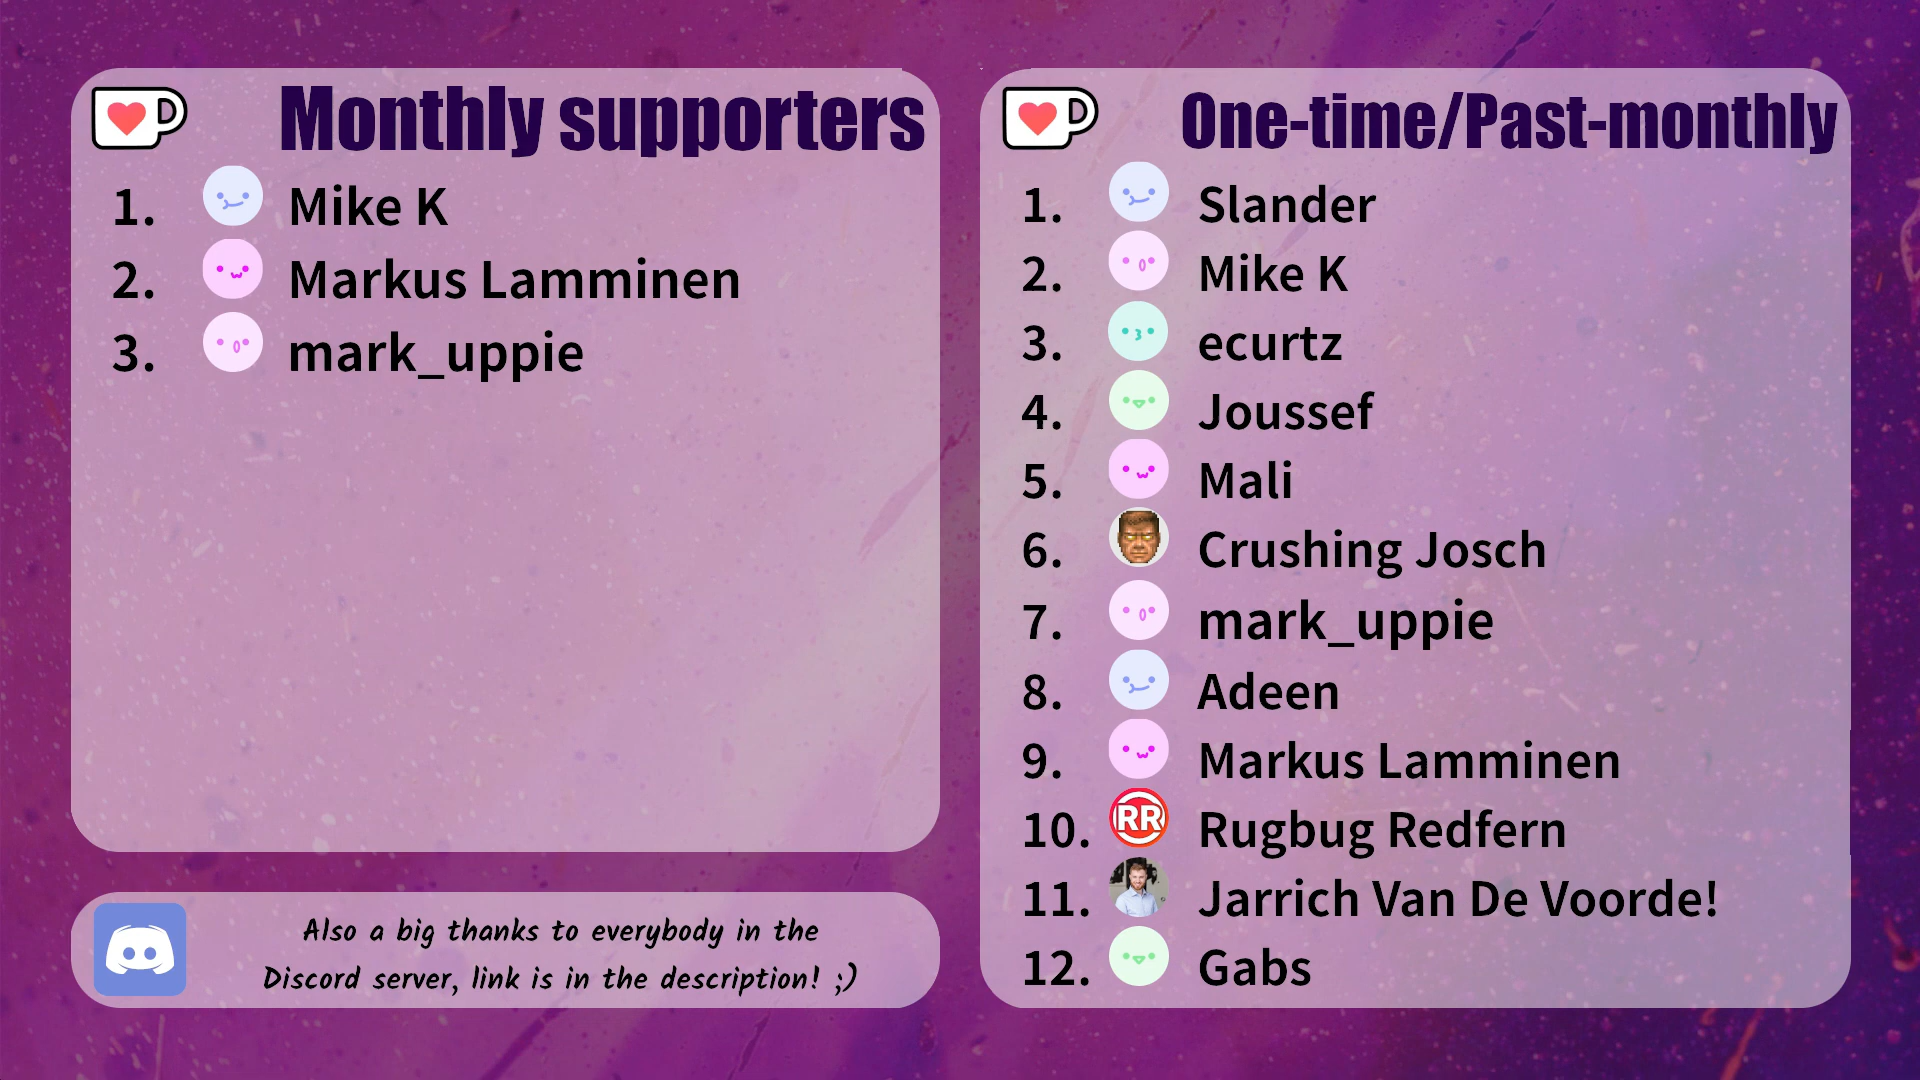 Monthly supporters
1. Mike K
2. Markus Lamminen
3. mark_uppie
Also a big thanks to everybody in the
Discord server, link is in the description! ;)
One-time/Past-monthly
1. Slander
2. Mike K
3. ecurtz
4. Joussef
5. Mali
6. Crushing Josch
7. mark_uppie
8. Adeen
9. Markus Lamminen
10. RR Rugbug Redfern
11. Jarrich Van De Voorde!
12. Gabs